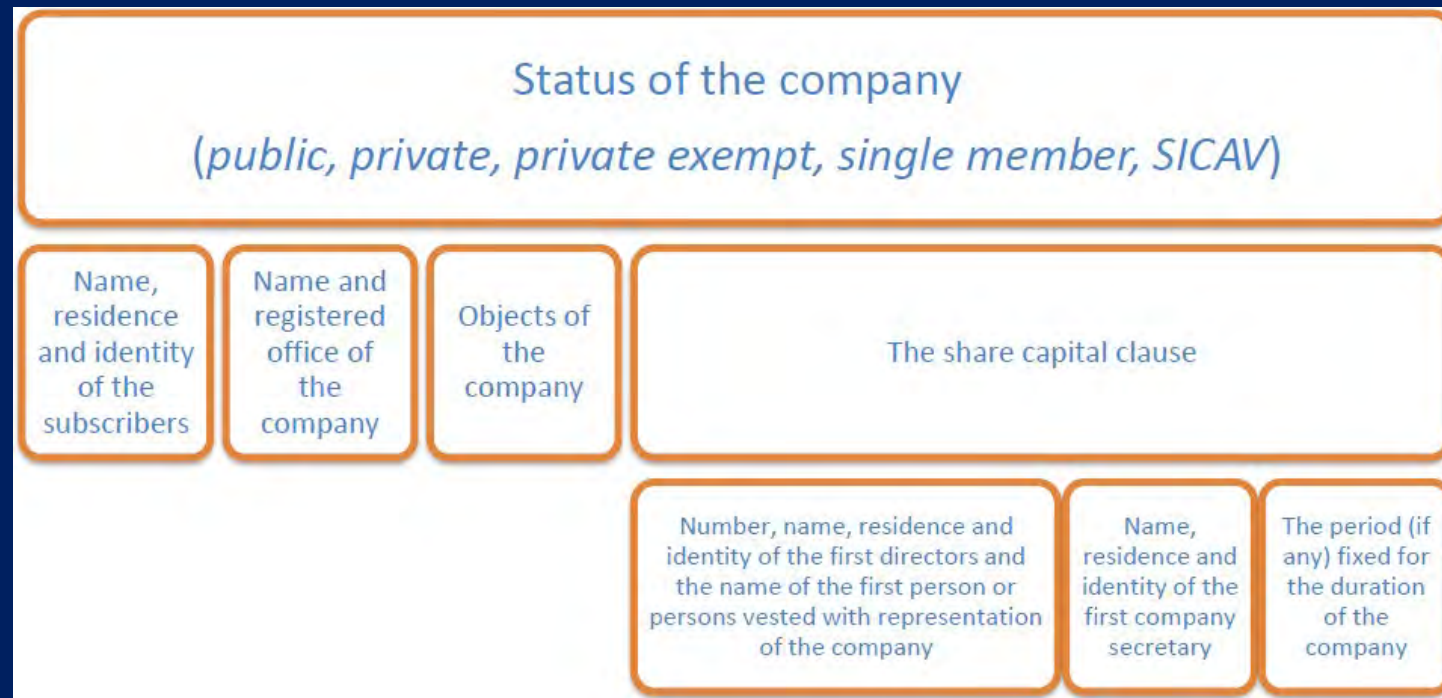 Status of the company
(public, private, private exempt, single member, SICAV)
Name,
residence
and identity
of the
subscribers
Name and
registered
office of
the
company
Objects of
the
company
The share capital clause
Number, name, residence and
identity of the first directors and
the name of the first person or
persons vested with representation
of the company
Name,
residence and
identity of the
first company
secretary
The period (if
any) fixed for
the duration
of the
company